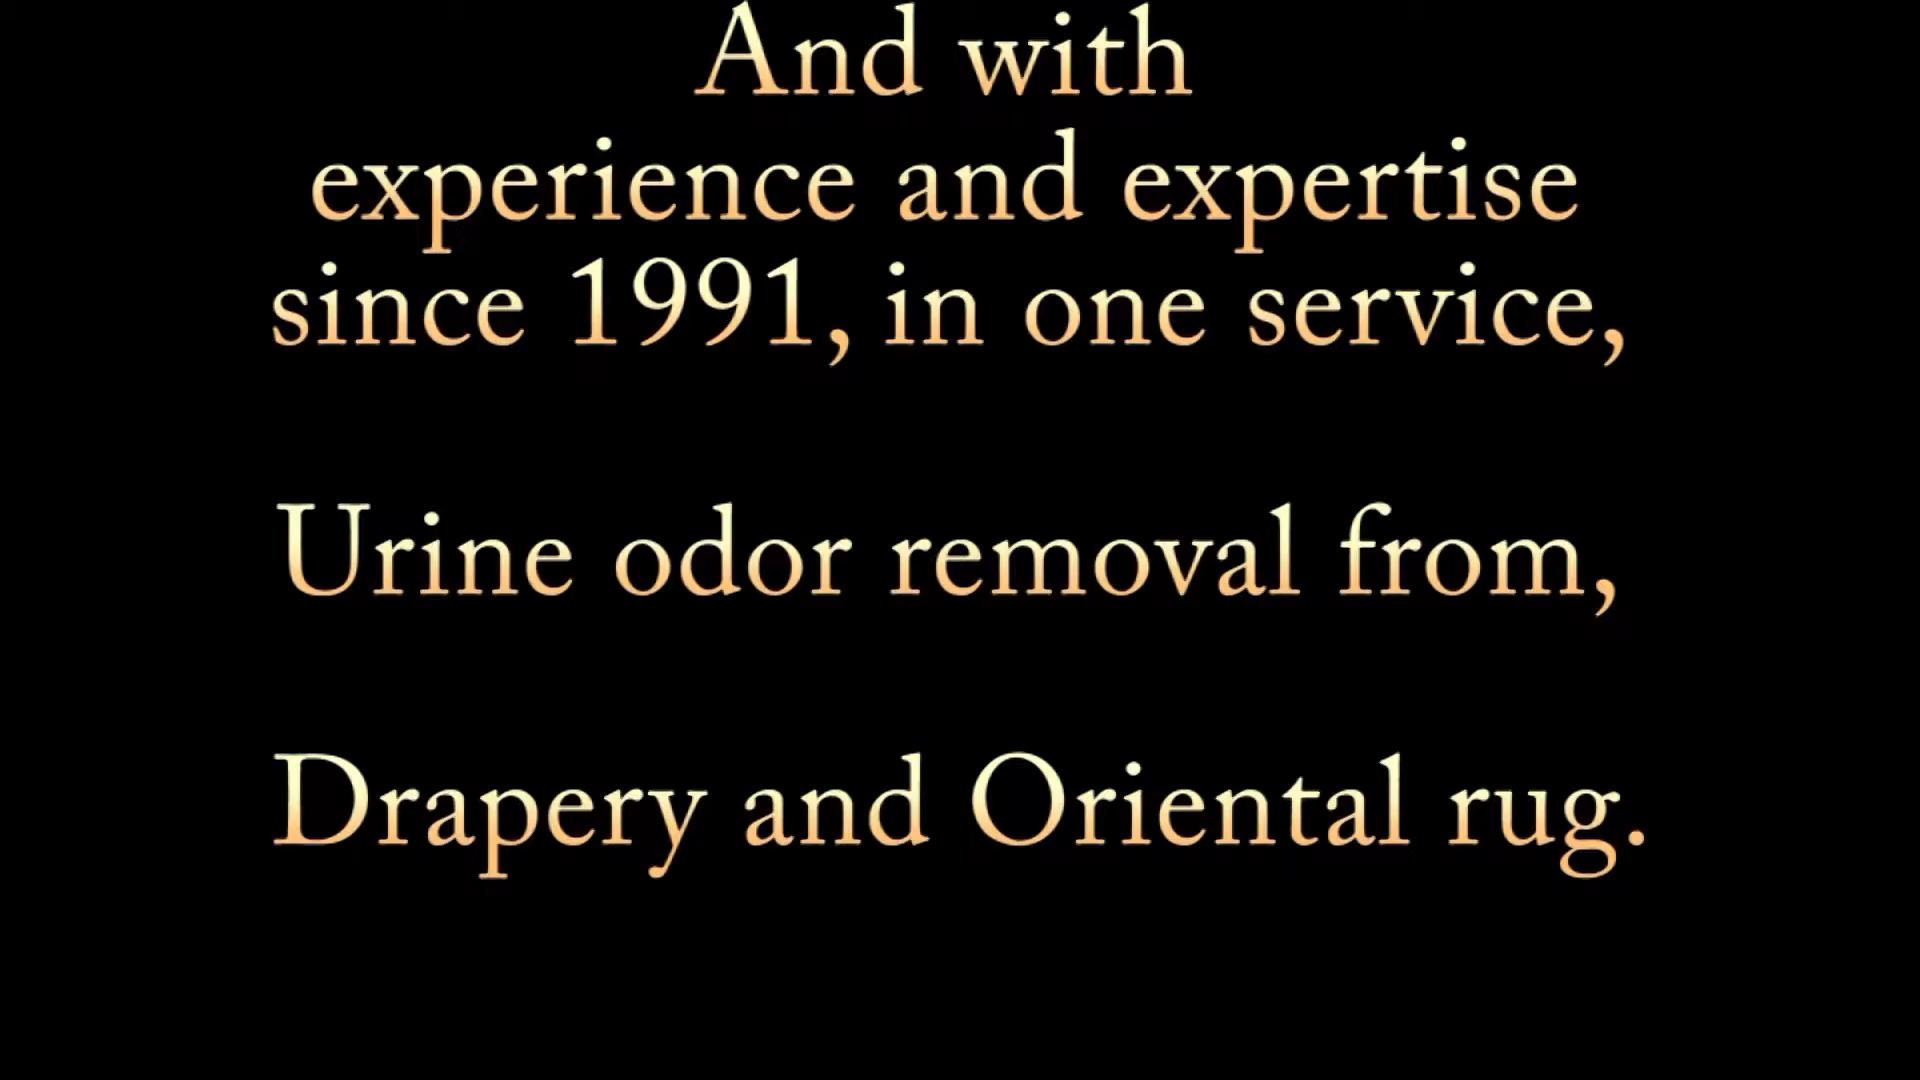 And with
experience and expertise
since 1991, in one service,
Urine odor removal from,
Drapery and Oriental rug.